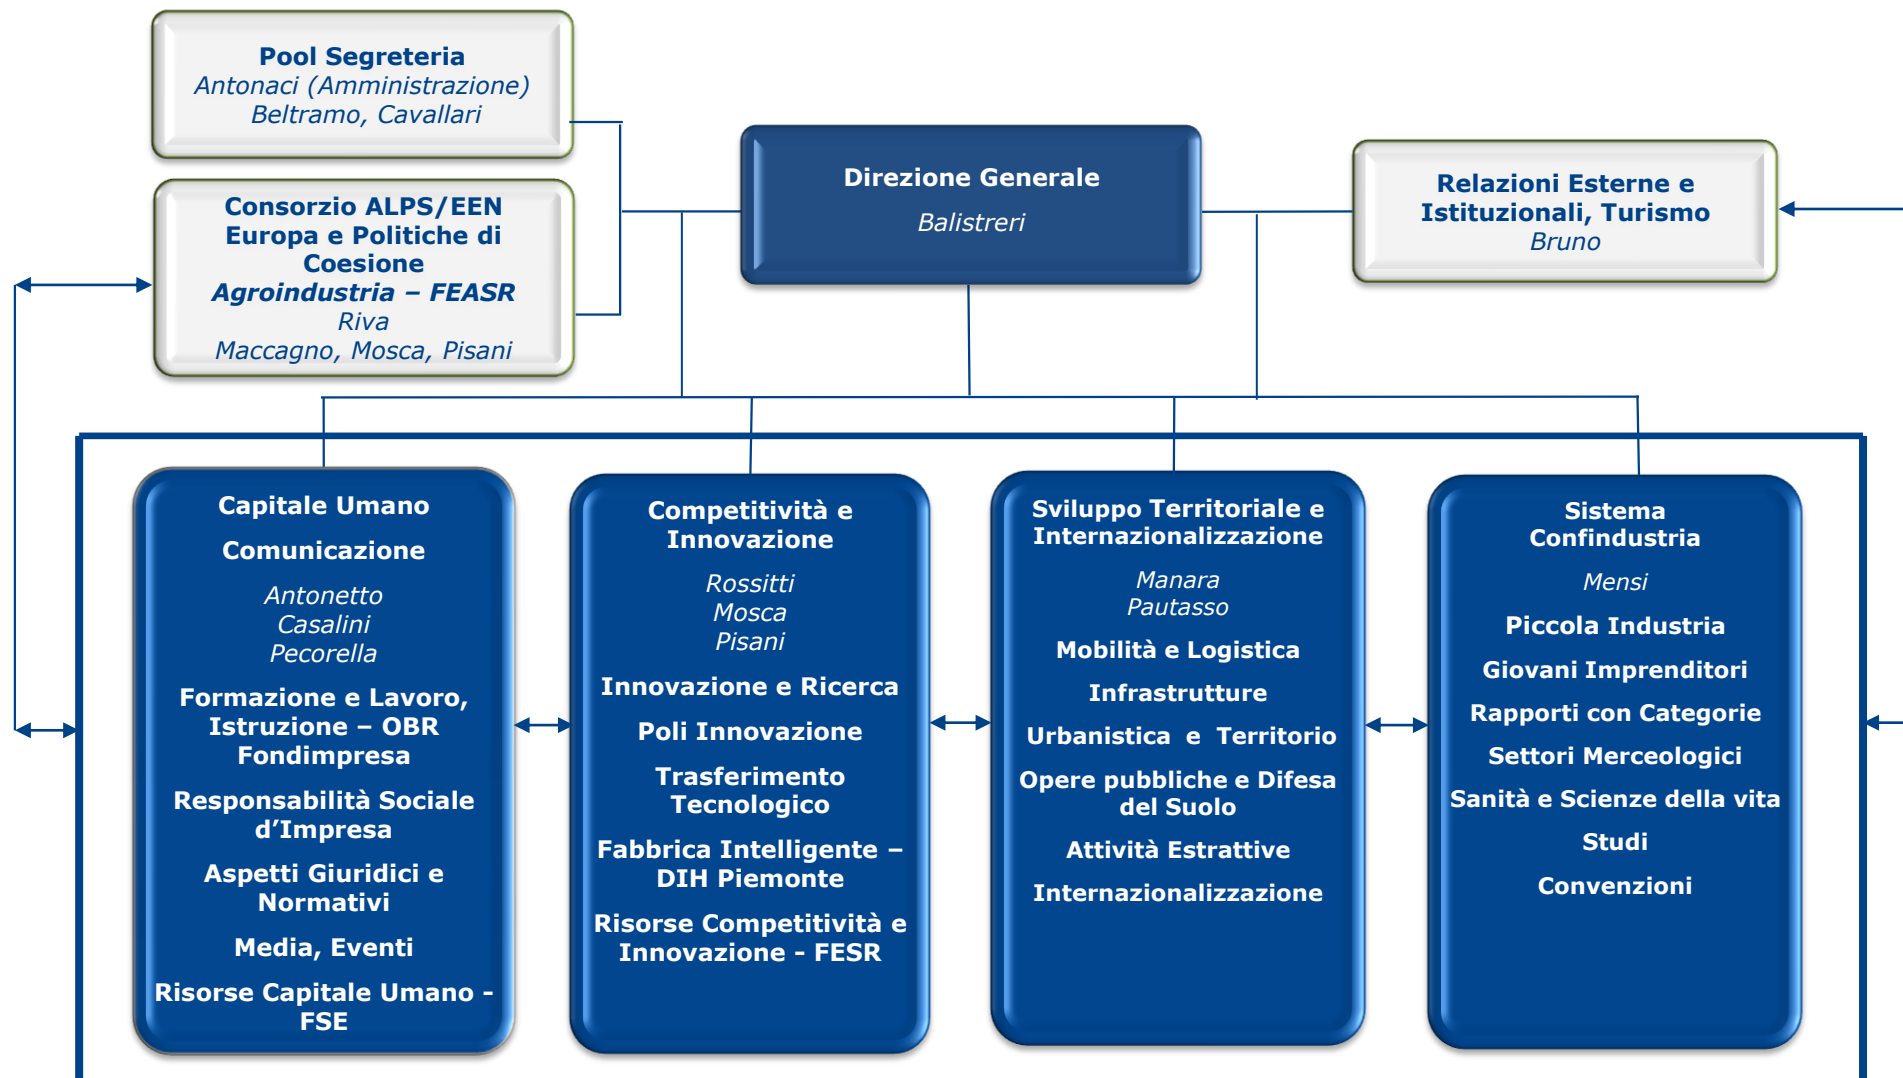 Pool Segreteria
Antonaci (Amministrazione)
Beltramo, Cavallari
Consorzio ALPS/EEN
Europa e Politiche di
Coesione
Agroindustria – FEASR
Riva
Maccagno, Mosca, Pisani
Direzione Generale
Balistreri
Relazioni Esterne e
Istituzionali, Turismo
Bruno
Capitale Umano
Comunicazione
Antonetto
Casalini
Pecorella
Formazione e Lavoro,
Istruzione – OBR
Fondimpresa
Responsabilità Sociale
d’Impresa
Aspetti Giuridici e
Normativi
Media, Eventi
Risorse Capitale Umano -
FSE
Competitività e
Innovazione
Rossitti
Mosca
Pisani
Innovazione e Ricerca
Poli Innovazione
Trasferimento
Tecnologico
Fabbrica Intelligente –
DIH Piemonte
Risorse Competitività e
Innovazione - FESR
Sviluppo Territoriale e
Internazionalizzazione
Manara
Pautasso
Mobilità e Logistica
Infrastrutture
Urbanistica e Territorio
Opere pubbliche e Difesa
del Suolo
Attività Estrattive
Internazionalizzazione
Sistema
Confindustria
Mensi
Piccola Industria
Giovani Imprenditori
Rapporti con Categorie
Settori Merceologici
Sanità e Scienze della vita
Studi
Convenzioni